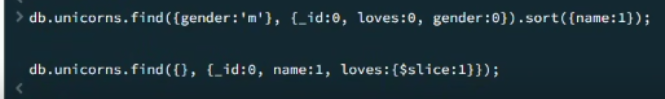 > db.unicorns.find({gender:'m'}, {_id:0, loves:0, gender:0}).sort({name:1});
db.unicorns.find({}, {_id:0, name:1, loves:{$slice:1}});
<